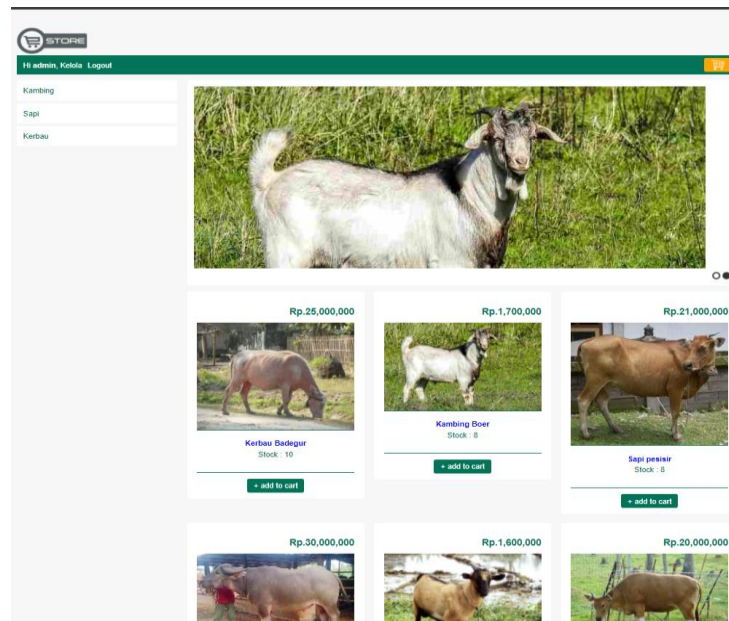 STORE
Hi admin, Kelola Logout
Kambing
Sapi
Kerbau
Rp.25,000,000
Kerbau Badegur
Stock : 10
+ add to cart
Rp.1,700,000
Kambing Boer
Stock : 8
+ add to cart
Rp.21,000,000
Sapi pesisir
Stock : 8
+ add to cart
Rp.30,000,000
Rp.1,600,000
Rp.20,000,000